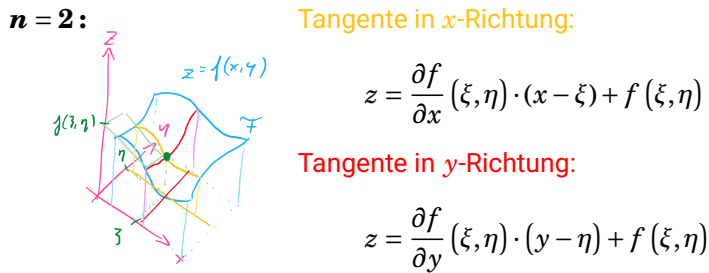 n = 2:
Tangente in x-Richtung:
z
z=f(x,y)
z = ∂f/∂x (ξ,η)·(x − ξ) + f (ξ,η)
f(ξ,η)
y
F
η
Tangente in y-Richtung:
ξ
x
z = ∂f/∂y (ξ,η)·(y − η) + f (ξ,η)